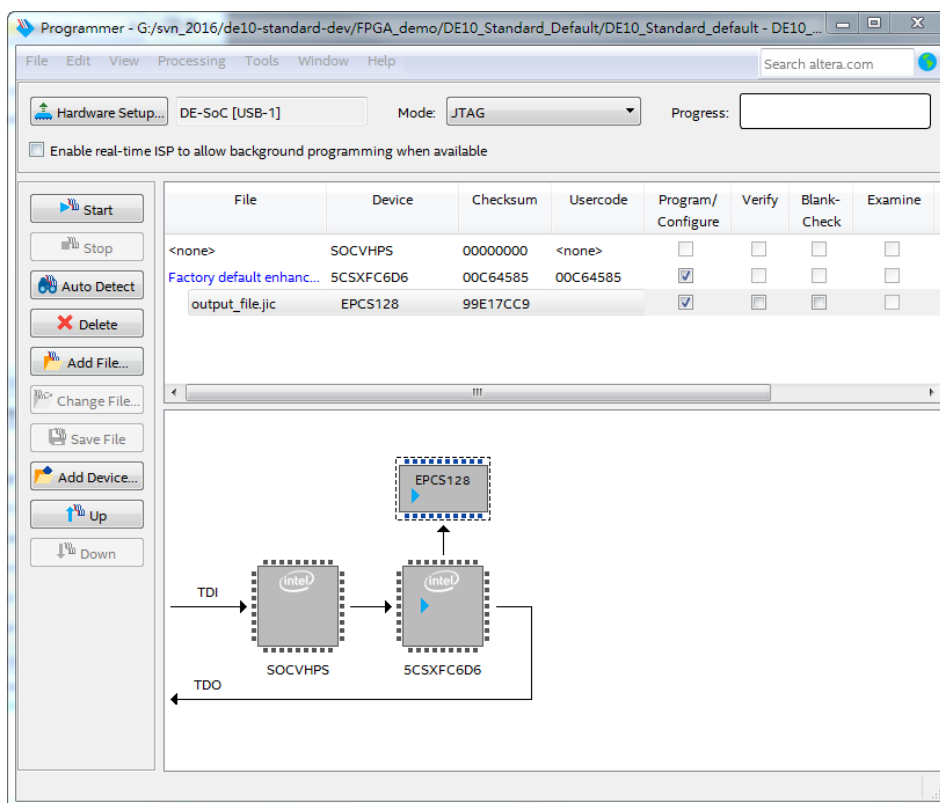 Programmer - G:/svn_2016/de10-standard-dev/FPGA_demo/DE10_Standard_Default/DE10_Standard_default - DE10_...
File Edit View Processing Tools Window Help Search altera.com
Hardware Setup... DE-SoC [USB-1] Mode: JTAG Progress:
Enable real-time ISP to allow background programming when available
Start
Stop
Auto Detect
Delete
Add File...
Change File...
Save File
Add Device...
Up
Down
File Device Checksum Usercode Program/ Configure Verify Blank- Check Examine
<none> SOCVHPS 00000000 <none>
Factory default enhanc... 5CSXFC6D6 00C64585 00C64585
output_file.jic EPCS128 99E17CC9
EPCS128
TDI
intel
intel
SOCVHPS
5CSXFC6D6
TDO